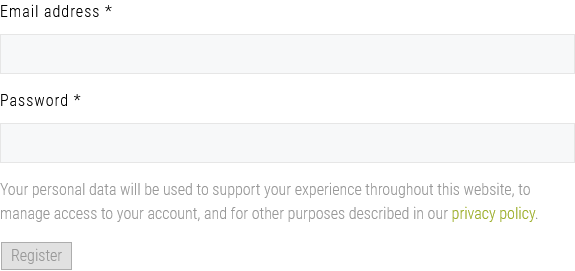 Email address *
Password *
Your personal data will be used to support your experience throughout this website, to
manage access to your account, and for other purposes described in our privacy policy.
Register